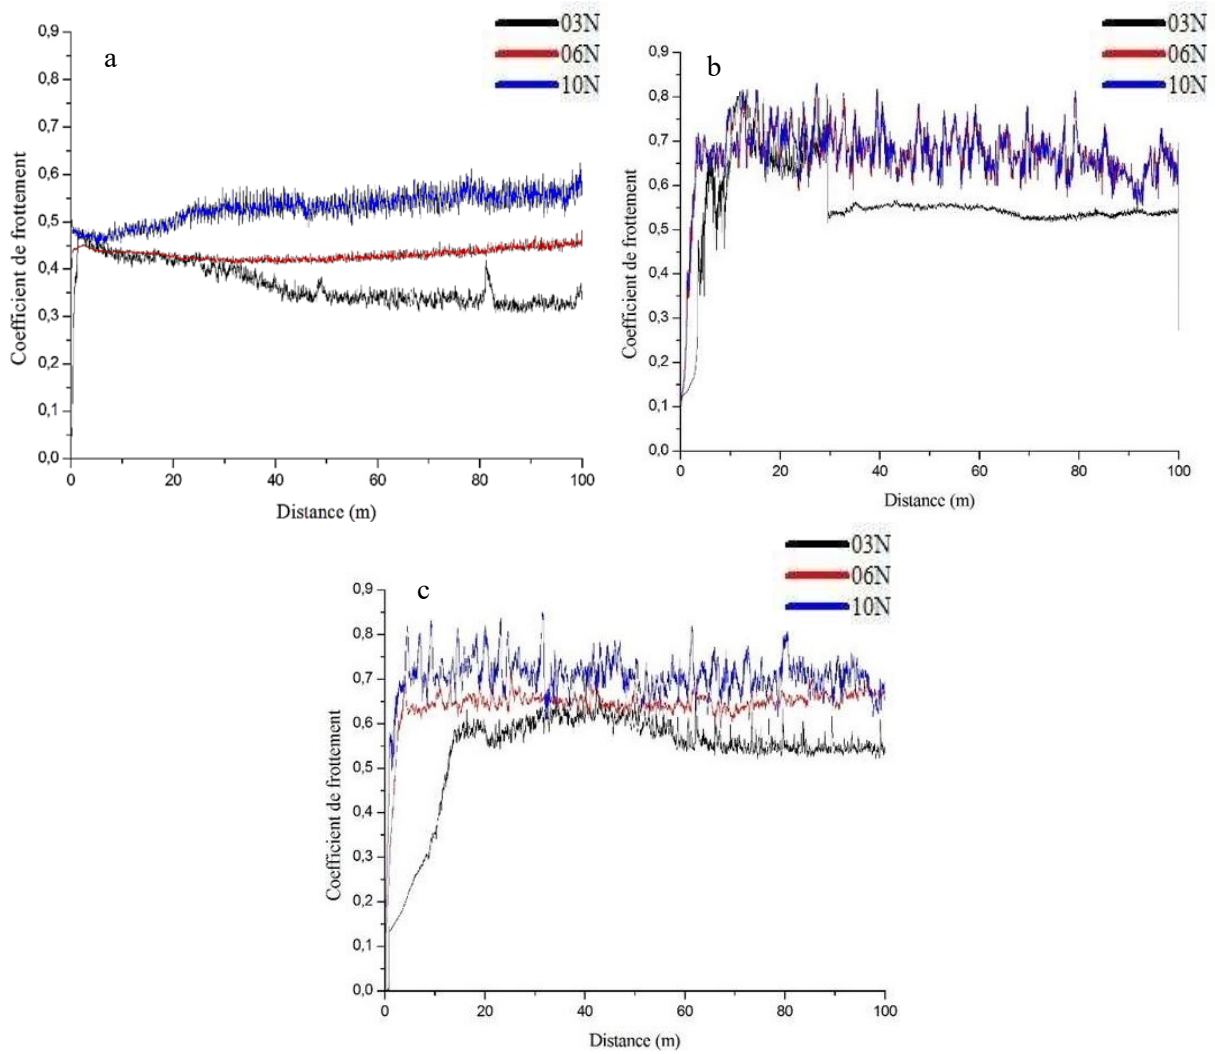 a
03N
06N
10N
0,9
0,8
0,7
0,6
0,5
0,4
0,3
0,2
0,1
0,0
Coefficient de frottement
0 20 40 60 80 100
Distance (m)
b
03N
06N
10N
0,9
0,8
0,7
0,6
0,5
0,4
0,3
0,2
0,1
0,0
Coefficient de frottement
0 20 40 60 80 100
Distance (m)
c
03N
06N
10N
0,9
0,8
0,7
0,6
0,5
0,4
0,3
0,2
0,1
0,0
Coefficient de frottement
0 20 40 60 80 100
Distance (m)